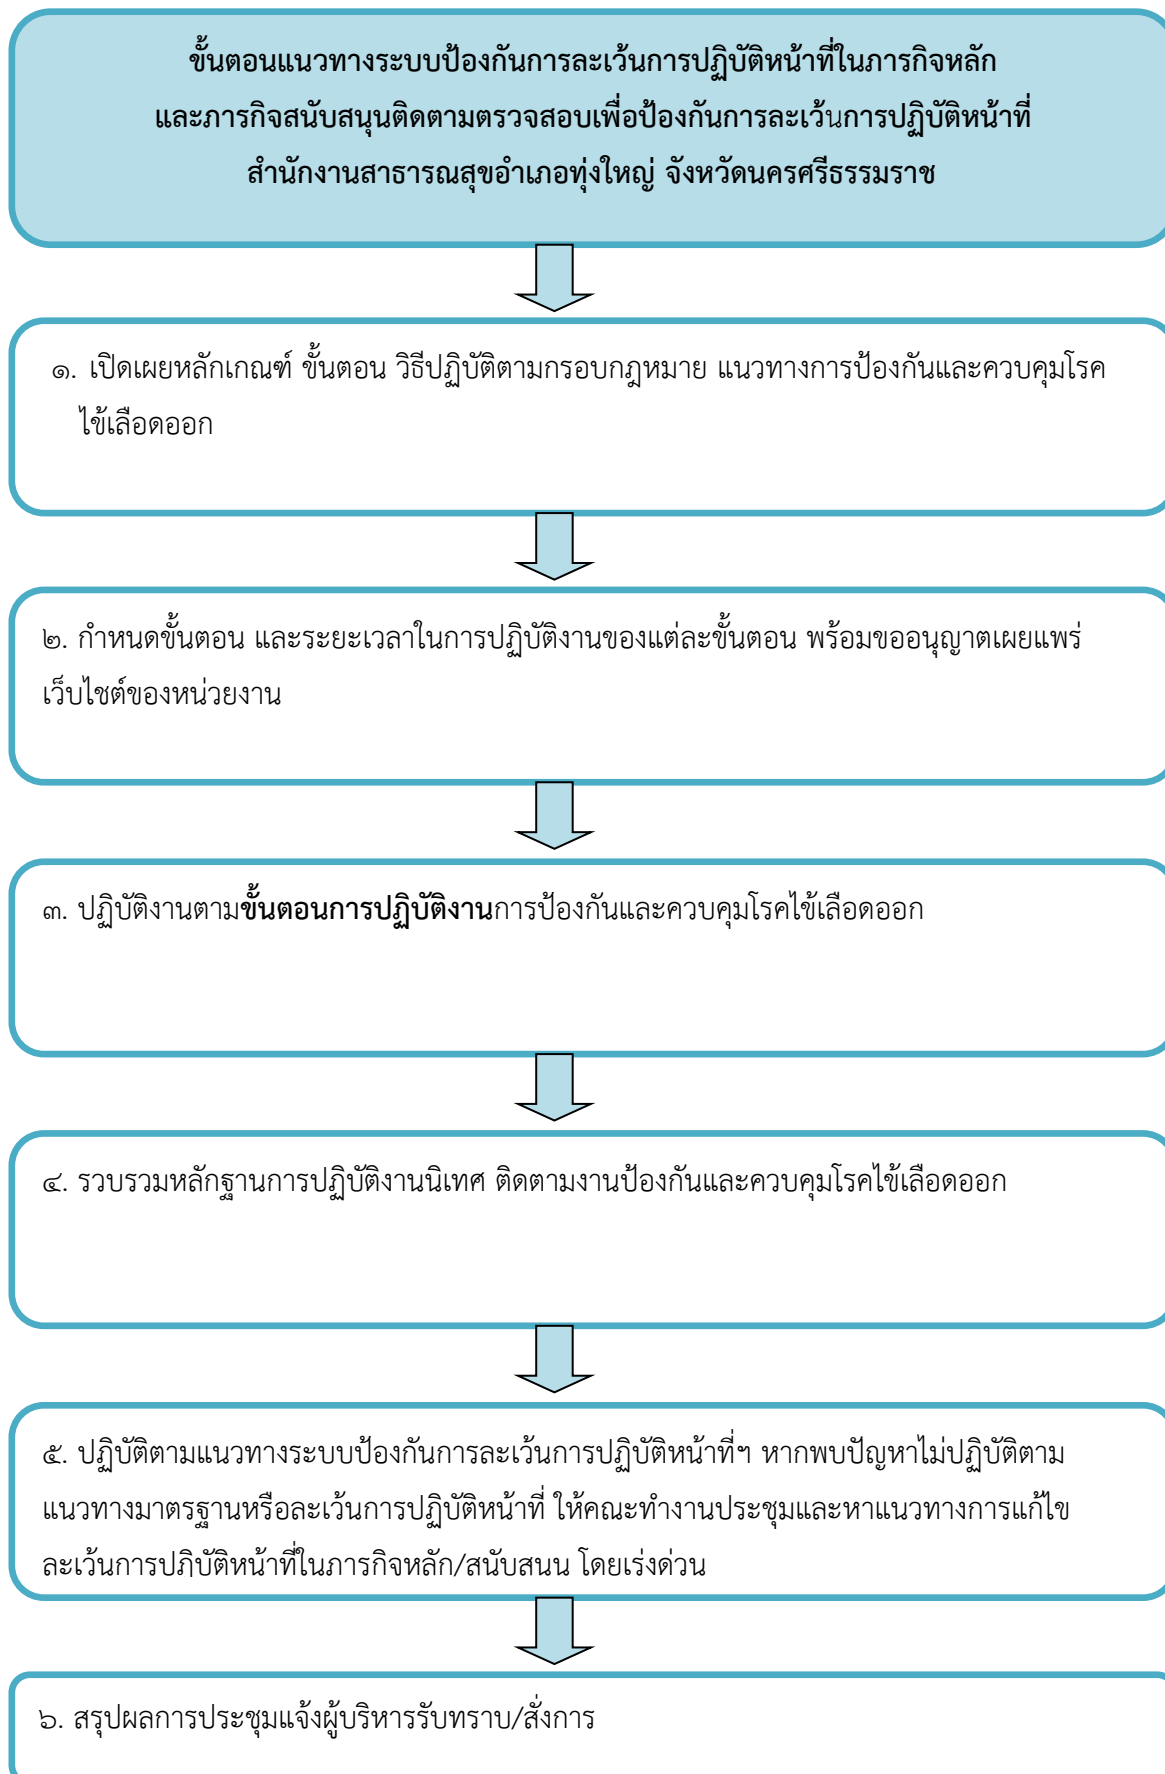 ขั้นตอนแนวทางระบบป้องกันการละเว้นการปฏิบัติหน้าที่ในภารกิจหลัก
และภารกิจสนับสนุนติดตามตรวจสอบเพื่อป้องกันการละเว้นการปฏิบัติหน้าที่
สำนักงานสาธารณสุขอำเภอทุ่งใหญ่ จังหวัดนครศรีธรรมราช
๑. เปิดเผยหลักเกณฑ์ ขั้นตอน วิธีปฏิบัติตามกรอบกฎหมาย แนวทางการป้องกันและควบคุมโรค
ไข้เลือดออก
๒. กำหนดขั้นตอน และระยะเวลาในการปฏิบัติงานของแต่ละขั้นตอน พร้อมขออนุญาตเผยแพร่
เว็บไซต์ของหน่วยงาน
๓. ปฏิบัติงานตามขั้นตอนการปฏิบัติงานการป้องกันและควบคุมโรคไข้เลือดออก
๔. รวบรวมหลักฐานการปฏิบัติงานนิเทศ ติดตามงานป้องกันและควบคุมโรคไข้เลือดออก
๕. ปฏิบัติตามแนวทางระบบป้องกันการละเว้นการปฏิบัติหน้าที่ฯ หากพบปัญหาไม่ปฏิบัติตาม
แนวทางมาตรฐานหรือละเว้นการปฏิบัติหน้าที่ ให้คณะทำงานประชุมและหาแนวทางการแก้ไข
ละเว้นการปฏิบัติหน้าที่ในภารกิจหลัก/สนับสนุน โดยเร่งด่วน
๖. สรุปผลการประชุมแจ้งผู้บริหารรับทราบ/สั่งการ